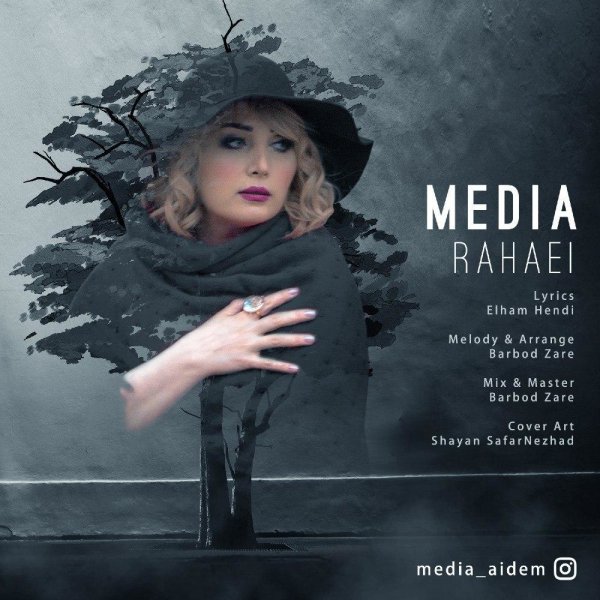 MEDIA
RAHAEI
Lyrics
Elham Hendi
Melody & Arrange
Barbod Zare
Mix & Master
Barbod Zare
Cover Art
Shayan SafarNezhad
media_aidem